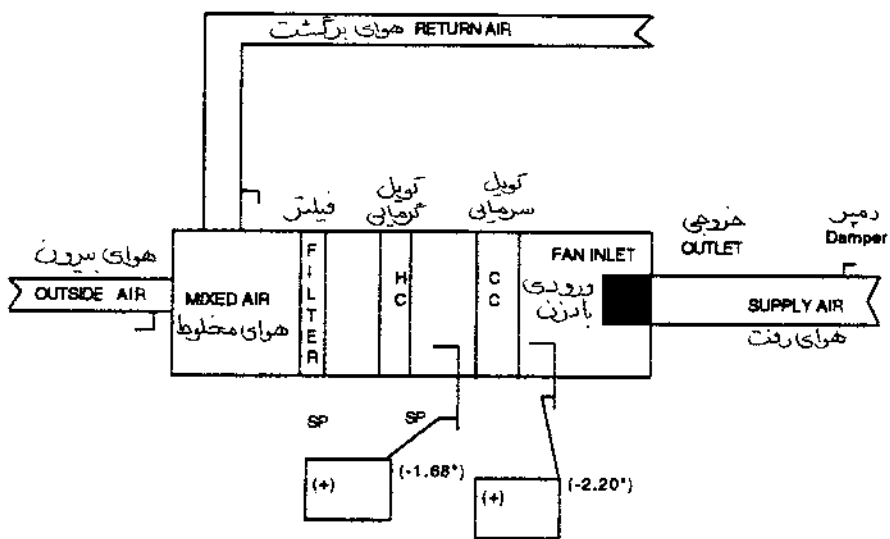 هوای برگشت RETURN AIR
فیلتر
کویل
گرمایی
کویل
سرمایی
خروجی
OUTLET
دمپر
Damper
هوای بیرون
OUTSIDE AIR
MIXED AIR
هوای مخلوط
FILTER
HC
CC
FAN INLET
ورودی
بادزن
SUPPLY AIR
هوای رفت
SP
SP
(+)
(-1.68")
(+)
(-2.20")